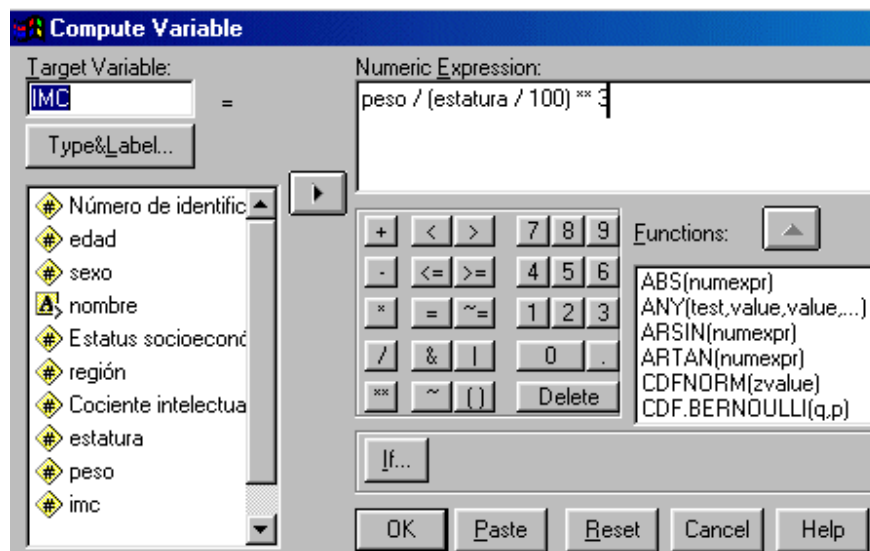 Compute Variable
Target Variable:
IMC
=
Numeric Expression:
peso / (estatura / 100) ** 3
Type&Label...
Número de identific
edad
sexo
nombre
Estatus socioeconó
región
Cociente intelectua
estatura
peso
imc
+ < > 7 8 9
- <= >= 4 5 6
* = ~= 1 2 3
/ & | 0 .
** ~ () Delete
Functions:
ABS(numexpr)
ANY(test,value,value,...)
ARSIN(numexpr)
ARTAN(numexpr)
CDFNORM(zvalue)
CDF.BERNOULLI(q,p)
If...
OK Paste Reset Cancel Help